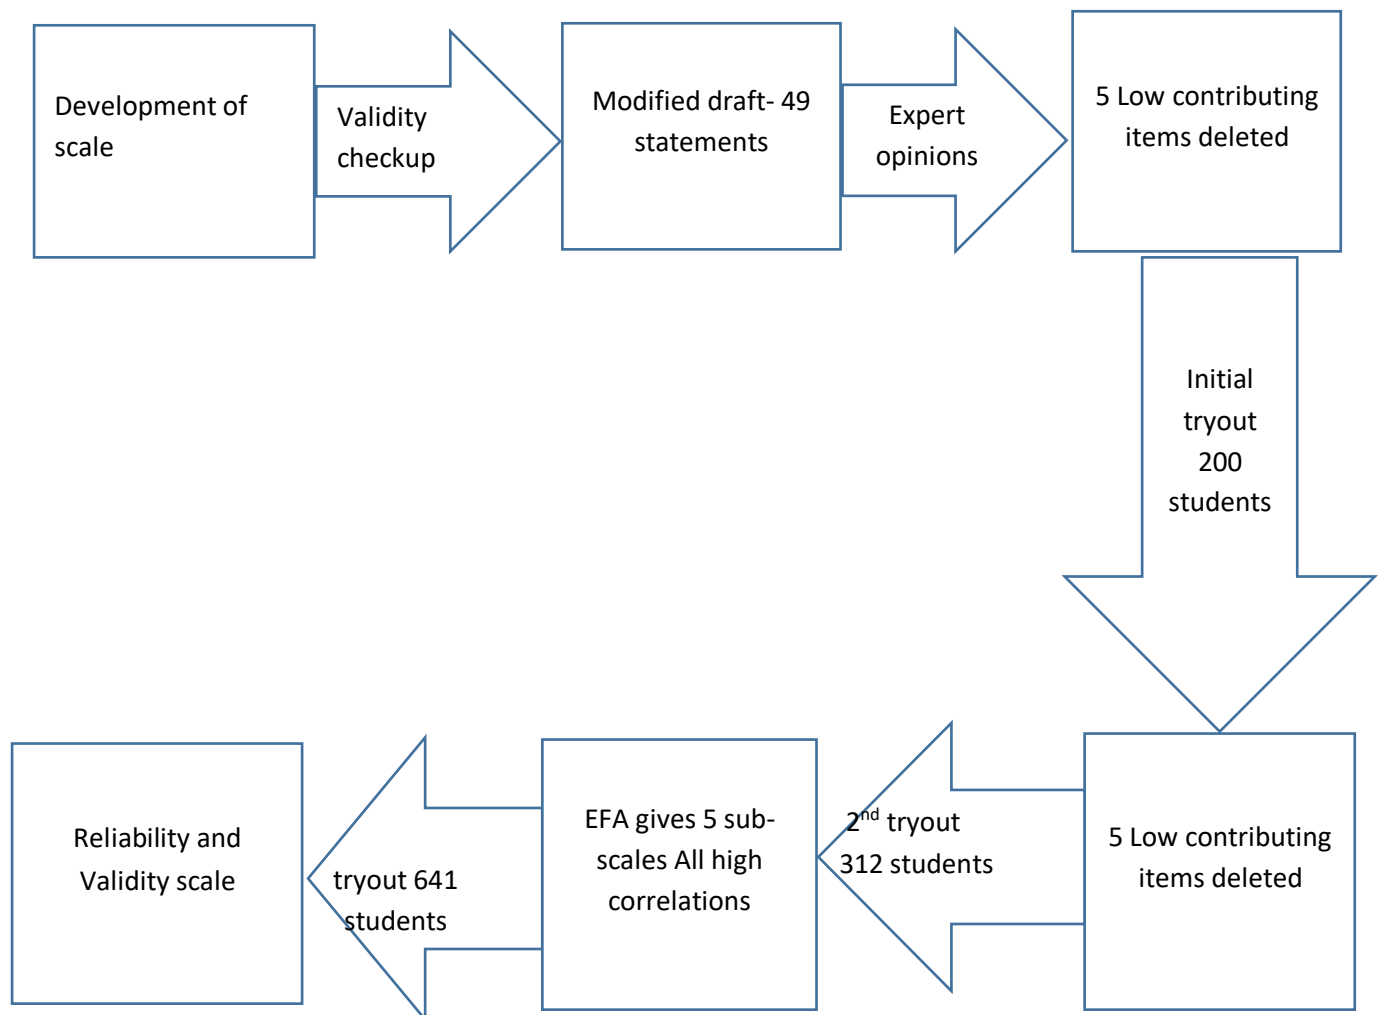 Development of
scale
Validity
checkup
Modified draft- 49
statements
Expert
opinions
5 Low contributing
items deleted
Initial
tryout
200
students
5 Low contributing
items deleted
2nd tryout
312 students
EFA gives 5 sub-
scales All high
correlations
tryout 641
students
Reliability and
Validity scale